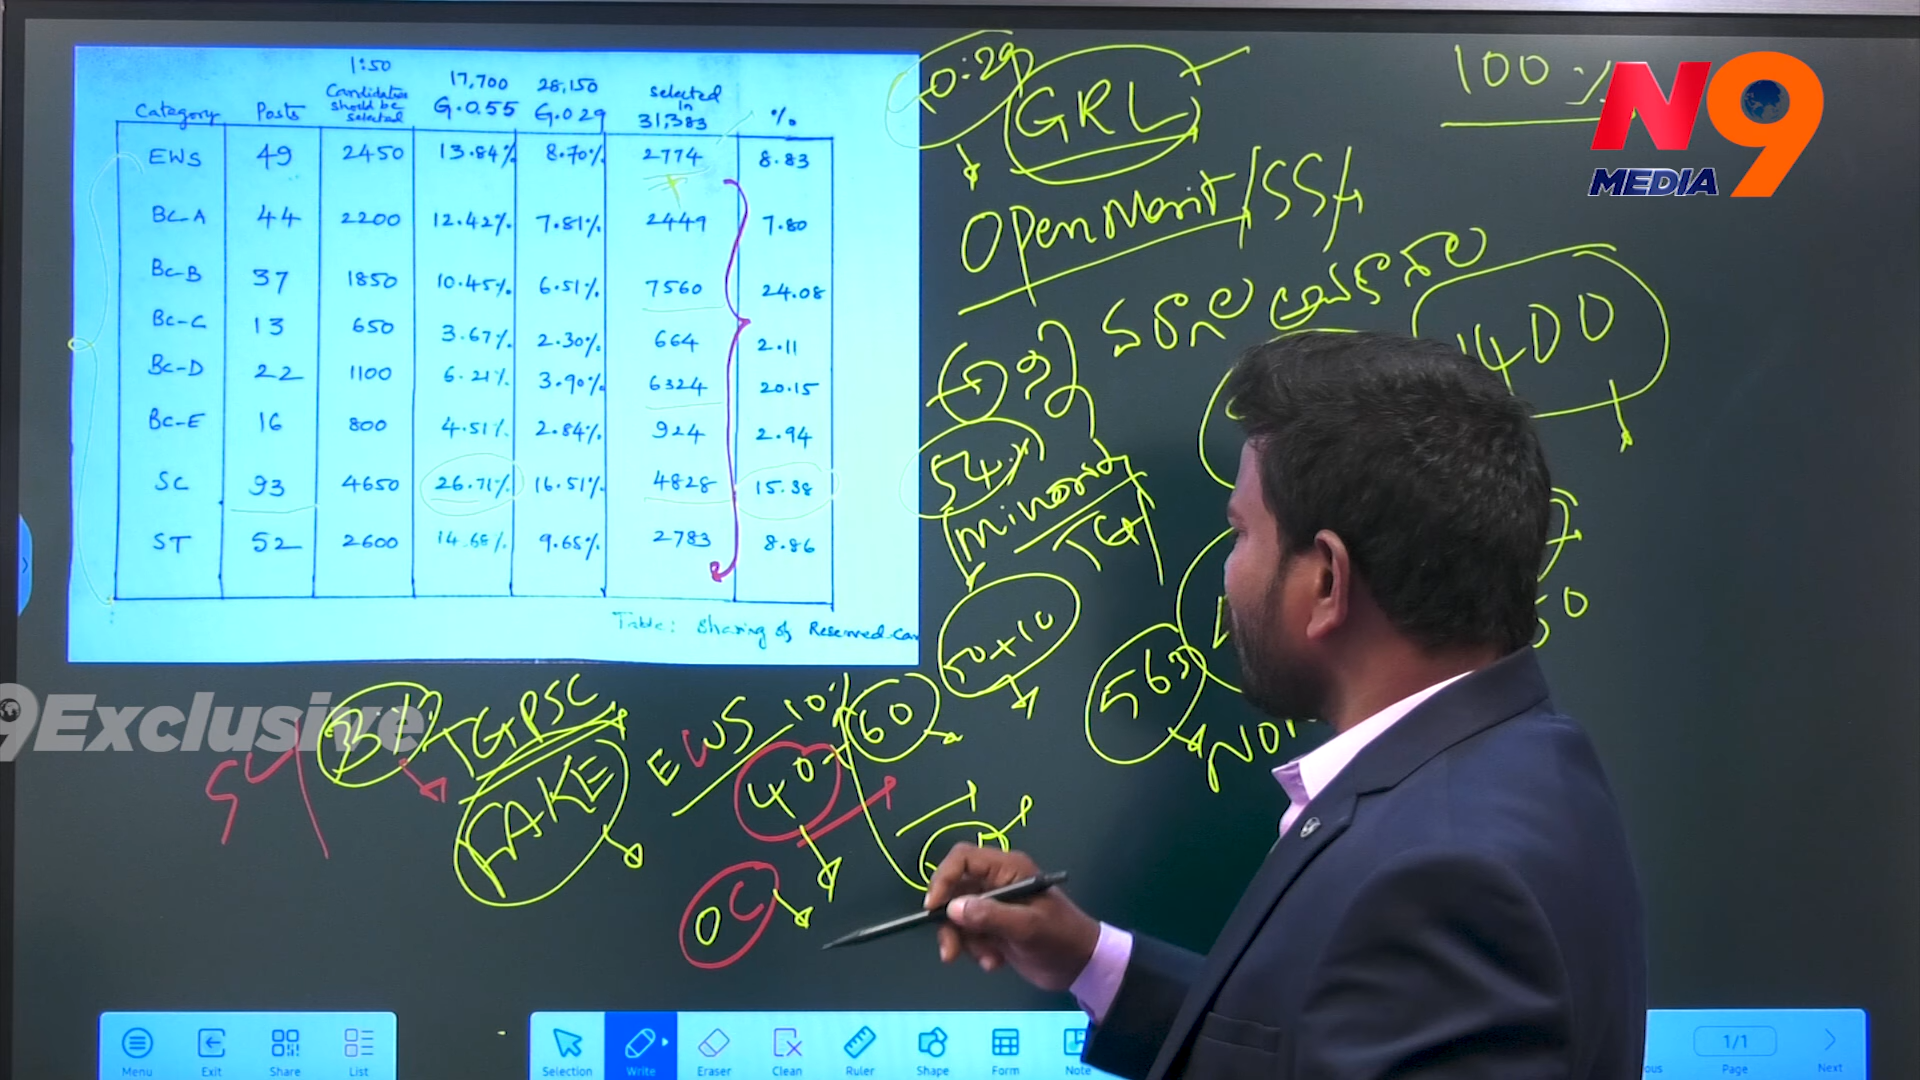 1:50
Category Posts Candidates should be selected 17,700 G.O.55 28,150 G.O 29 selected in 31,383 %
EWS 49 2450 13.84% 8.70% 2774 8.83
BC-A 44 2200 12.42% 7.81% 2449 7.80
BC-B 37 1850 10.45% 6.51% 7560 24.08
BC-C 13 650 3.67% 2.30% 664 2.11
BC-D 22 1100 6.21% 3.90% 6324 20.15
BC-E 16 800 4.51% 2.84% 924 2.94
SC 93 4650 26.71% 16.51% 4828 15.38
ST 52 2600 14.68% 9.65% 2783 8.86
Table: Sharing of Reserved
GRL
100 %
N9
MEDIA
Open Merit/SS
1400
54%
TG
50+10
563
9Exclusive
TGPSC
FAKE
EWS 10%
60
40%
OC
Menu Exit Share List
Selection Write Eraser Clean Ruler Shape Form Note
1/1
Page Next